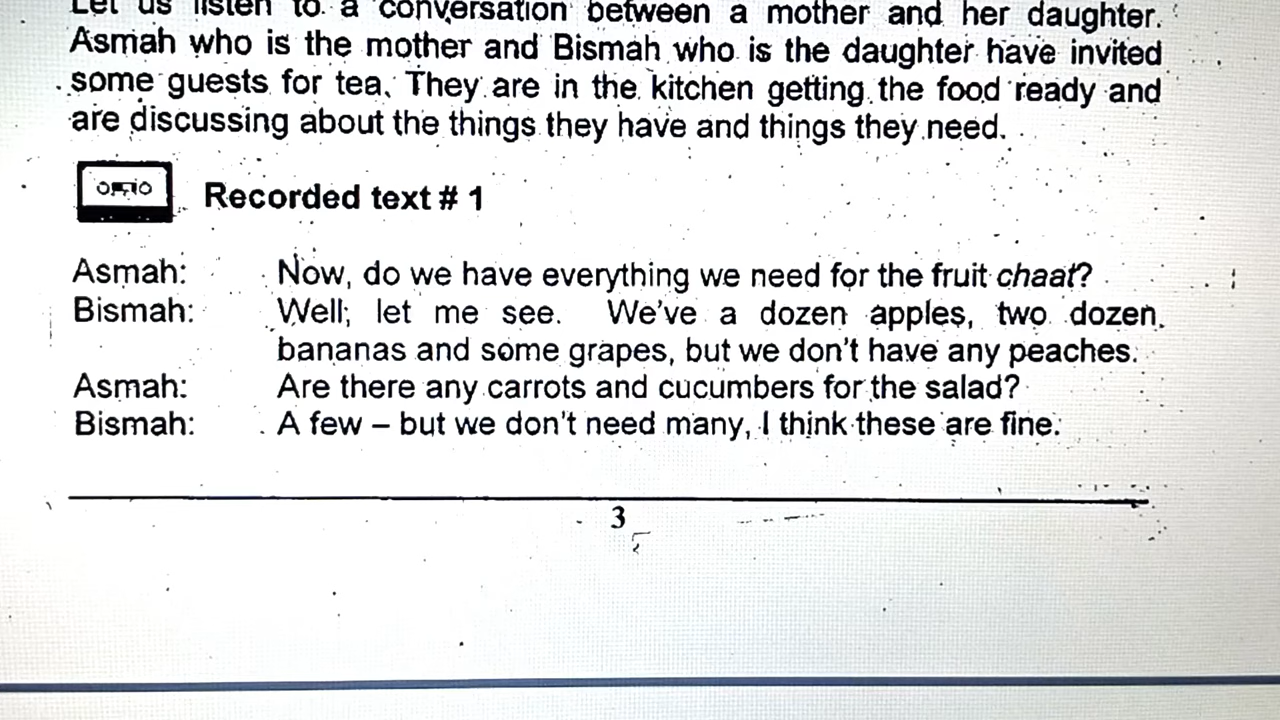 Let us listen to a conversation between a mother and her daughter.
Asmah who is the mother and Bismah who is the daughter have invited
some guests for tea. They are in the kitchen getting the food ready and
are discussing about the things they have and things they need.
Recorded text # 1
Asmah: Now, do we have everything we need for the fruit chaat?
Bismah: Well, let me see. We've a dozen apples, two dozen
bananas and some grapes, but we don't have any peaches.
Asmah: Are there any carrots and cucumbers for the salad?
Bismah: A few – but we don't need many, I think these are fine.
3